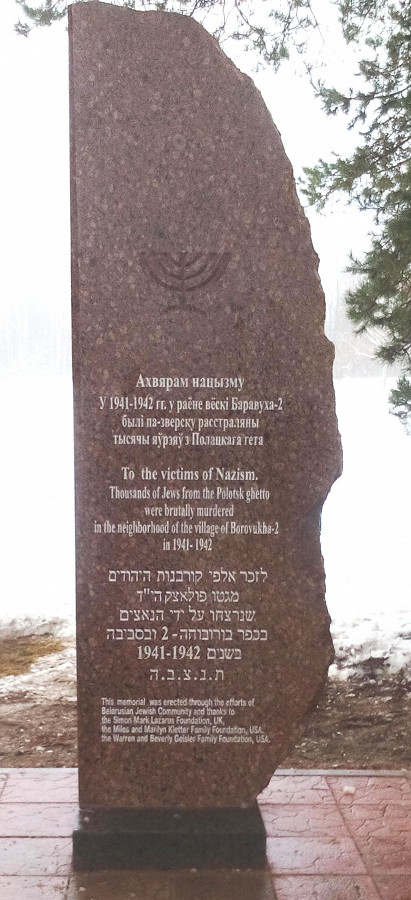 Ахвярам нацызму
У 1941-1942 гг. у раёне вёскі Баравуха-2
былі па-зверску расстраляны
тысячы яўрэяў з Полацкага гета
To the victims of Nazism.
Thousands of Jews from the Polotsk ghetto
were brutally murdered
in the neighborhood of the village of Borovukha-2
in 1941- 1942
לזכר אלפי קורבנות היהודים
מגטו פולאצק הי"ד
שנרצחו על ידי הנאצים
בכפר בורובוחה- 2 ובסביבה
בשנים 1941-1942
ת.נ.צ.ב.ה
This memorial was erected through the efforts of
Belarusian Jewish Community and thanks to
the Simon Mark Lazarus Foundation, UK,
the Miles and Marilyn Kletter Family Foundation, USA,
the Warren and Beverly Geisler Family Foundation, USA.